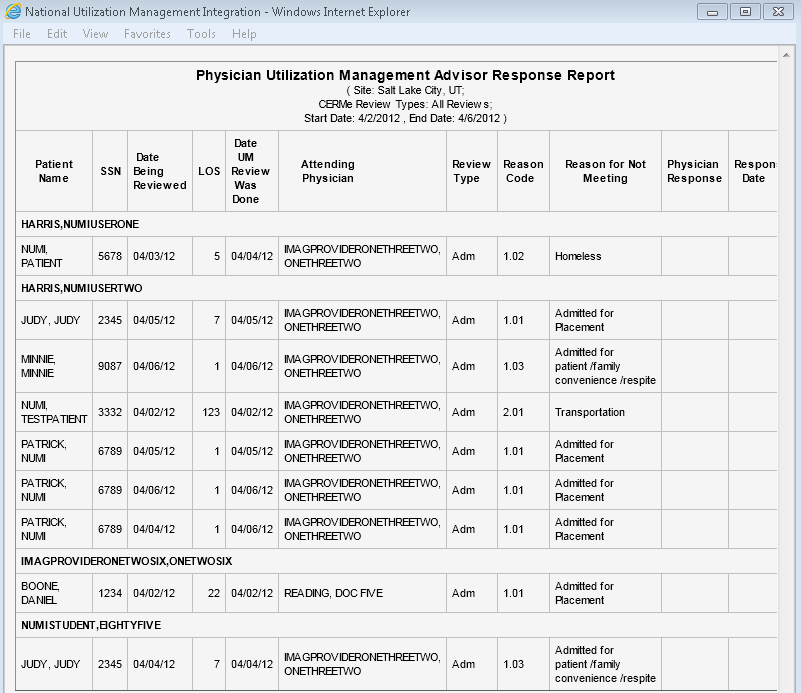 National Utilization Management Integration - Windows Internet Explorer
File Edit View Favorites Tools Help
Physician Utilization Management Advisor Response Report
( Site: Salt Lake City, UT;
CERMe Review Types: All Reviews;
Start Date: 4/2/2012 , End Date: 4/6/2012 )
Patient
Name
SSN
Date
Being
Reviewed
LOS
Date
UM
Review
Was
Done
Attending
Physician
Review
Type
Reason
Code
Reason for Not
Meeting
Physician
Response
Respon
Date
HARRIS,NUMIUSERONE
NUMI,
PATIENT
5678
04/03/12
5
04/04/12
IMAGPROVIDERONETHREETWO,
ONETHREETWO
Adm
1.02
Homeless
HARRIS,NUMIUSERTWO
JUDY, JUDY
2345
04/05/12
7
04/05/12
IMAGPROVIDERONETHREETWO,
ONETHREETWO
Adm
1.01
Admitted for
Placement
MINNIE,
MINNIE
9087
04/06/12
1
04/06/12
IMAGPROVIDERONETHREETWO,
ONETHREETWO
Adm
1.03
Admitted for
patient /family
convenience /respite
NUMI,
TESTPATIENT
3332
04/02/12
123
04/02/12
IMAGPROVIDERONETHREETWO,
ONETHREETWO
Adm
2.01
Transportation
PATRICK,
NUMI
6789
04/05/12
1
04/05/12
IMAGPROVIDERONETHREETWO,
ONETHREETWO
Adm
1.01
Admitted for
Placement
PATRICK,
NUMI
6789
04/06/12
1
04/06/12
IMAGPROVIDERONETHREETWO,
ONETHREETWO
Adm
1.01
Admitted for
Placement
PATRICK,
NUMI
6789
04/04/12
1
04/06/12
IMAGPROVIDERONETHREETWO,
ONETHREETWO
Adm
1.01
Admitted for
Placement
IMAGPROVIDERONETWOSIX,ONETWOSIX
BOONE,
DANIEL
1234
04/02/12
22
04/02/12
READING, DOC FIVE
Adm
1.01
Admitted for
Placement
NUMISTUDENT,EIGHTYFIVE
JUDY, JUDY
2345
04/04/12
7
04/04/12
IMAGPROVIDERONETHREETWO,
ONETHREETWO
Adm
1.03
Admitted for
patient /family
convenience /respite